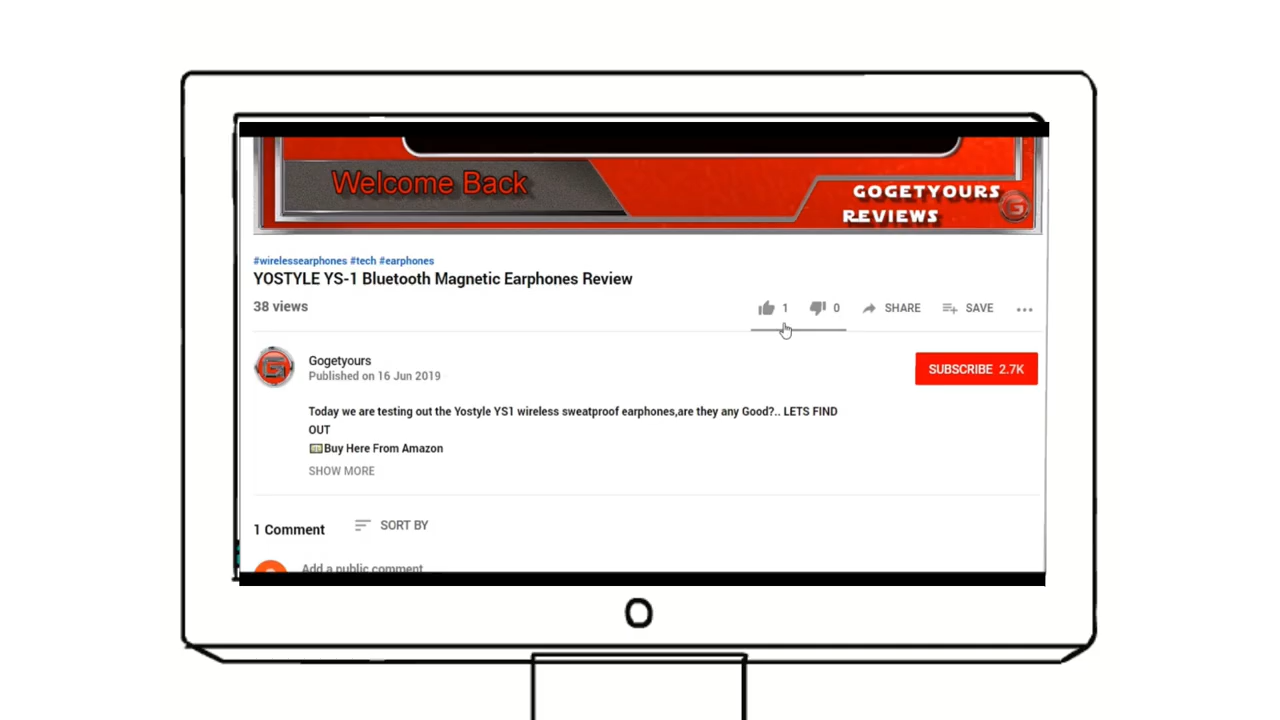 Welcome Back
GOGETYOURS
REVIEWS
#wirelessearphones #tech #earphones
YOSTYLE YS-1 Bluetooth Magnetic Earphones Review
38 views
1 0 SHARE SAVE
Gogetyours
Published on 16 Jun 2019
SUBSCRIBE 2.7K
Today we are testing out the Yostyle YS1 wireless sweatproof earphones,are they any Good?.. LETS FIND
OUT
Buy Here From Amazon
SHOW MORE
1 Comment SORT BY
Add a public comment